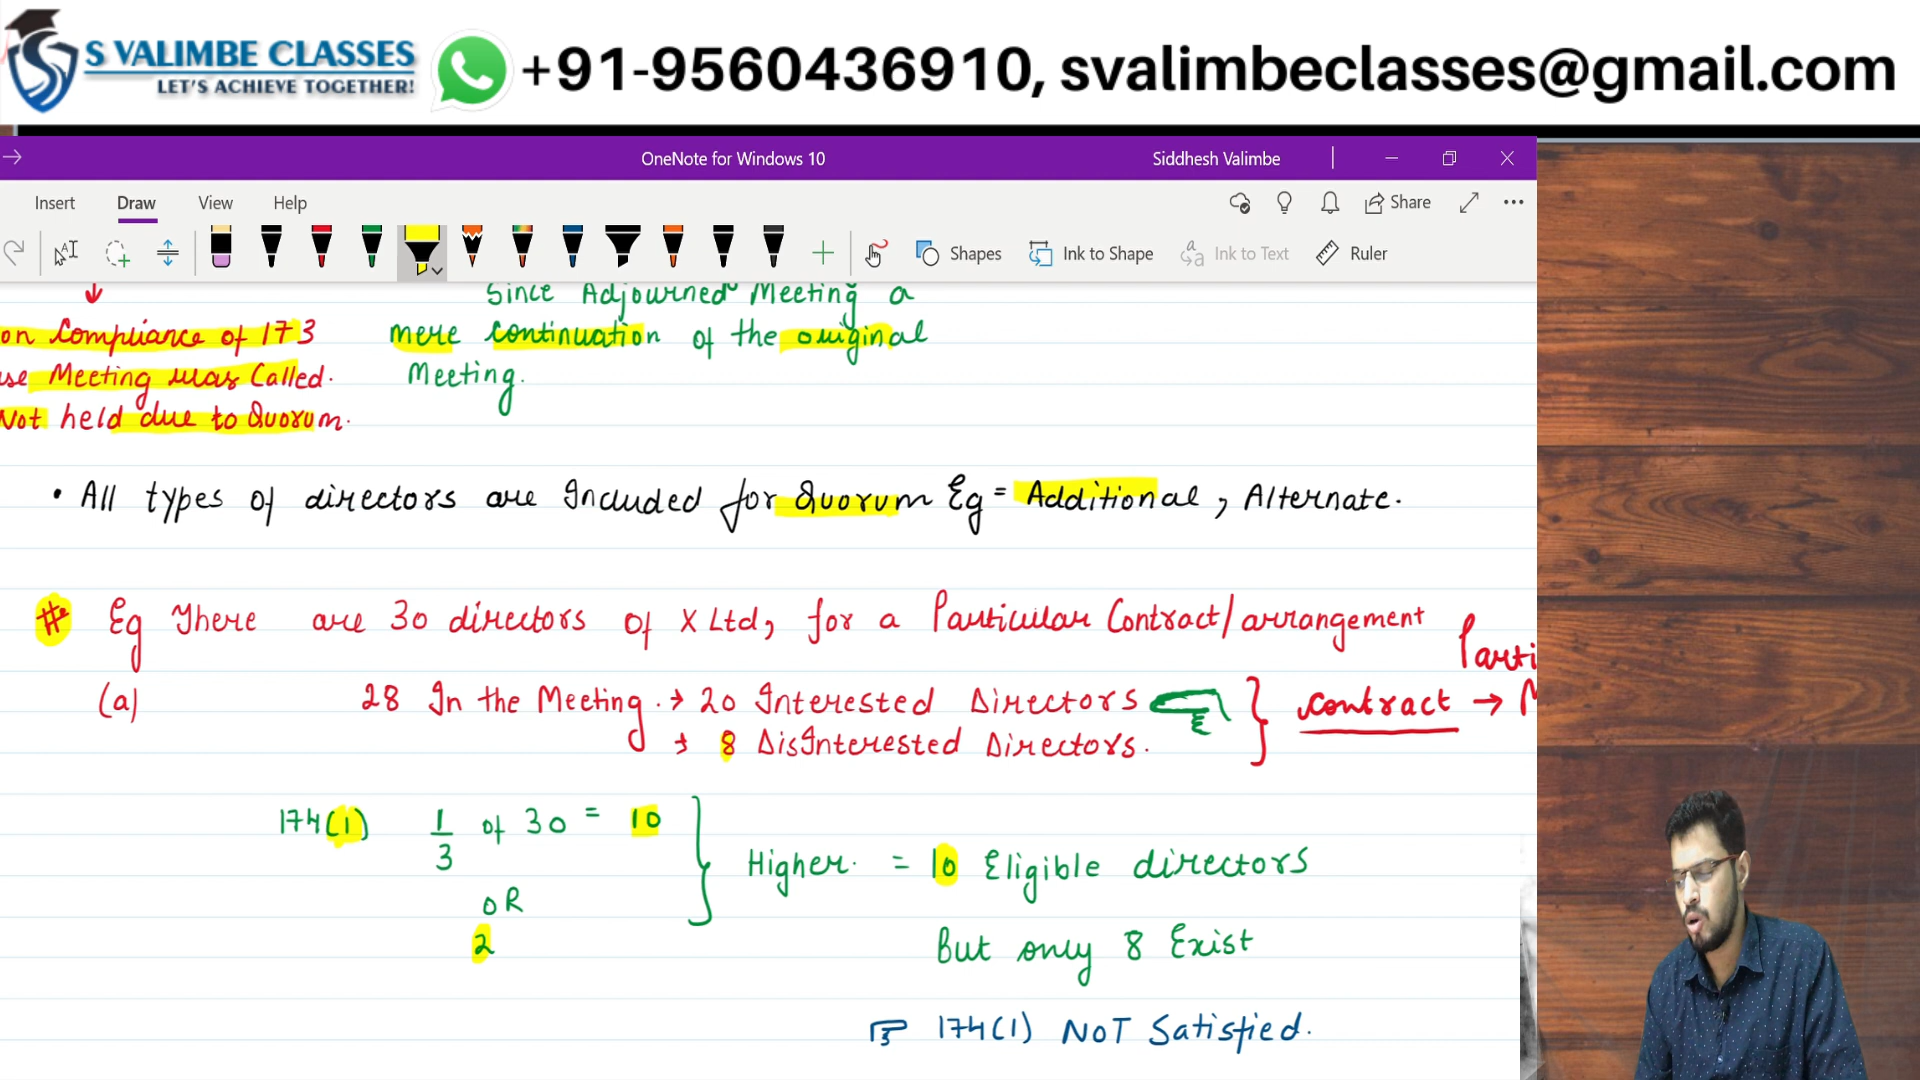 S VALIMBE CLASSES
LET'S ACHIEVE TOGETHER!
+91-9560436910, svalimbeclasses@gmail.com
OneNote for Windows 10
Siddhesh Valimbe
Insert Draw View Help
Share
Shapes Ink to Shape Ink to Text Ruler
Since Adjourned Meeting a
on Compliance of 173
mere continuation of the original
se Meeting was Called.
Meeting.
Not held due to Quorum.
• All types of directors are Included for Quorum Eg = Additional, Alternate.
# Eg There are 30 directors of X Ltd, for a Particular Contract/arrangement
Parti
(a) 28 In the Meeting. → 20 Interested Directors } contract →
→ 8 DisInterested Directors.
174(1) 1/3 of 30 = 10
Higher. = 10 Eligible directors
OR
2
But only 8 Exist
174(1) NOT Satisfied.